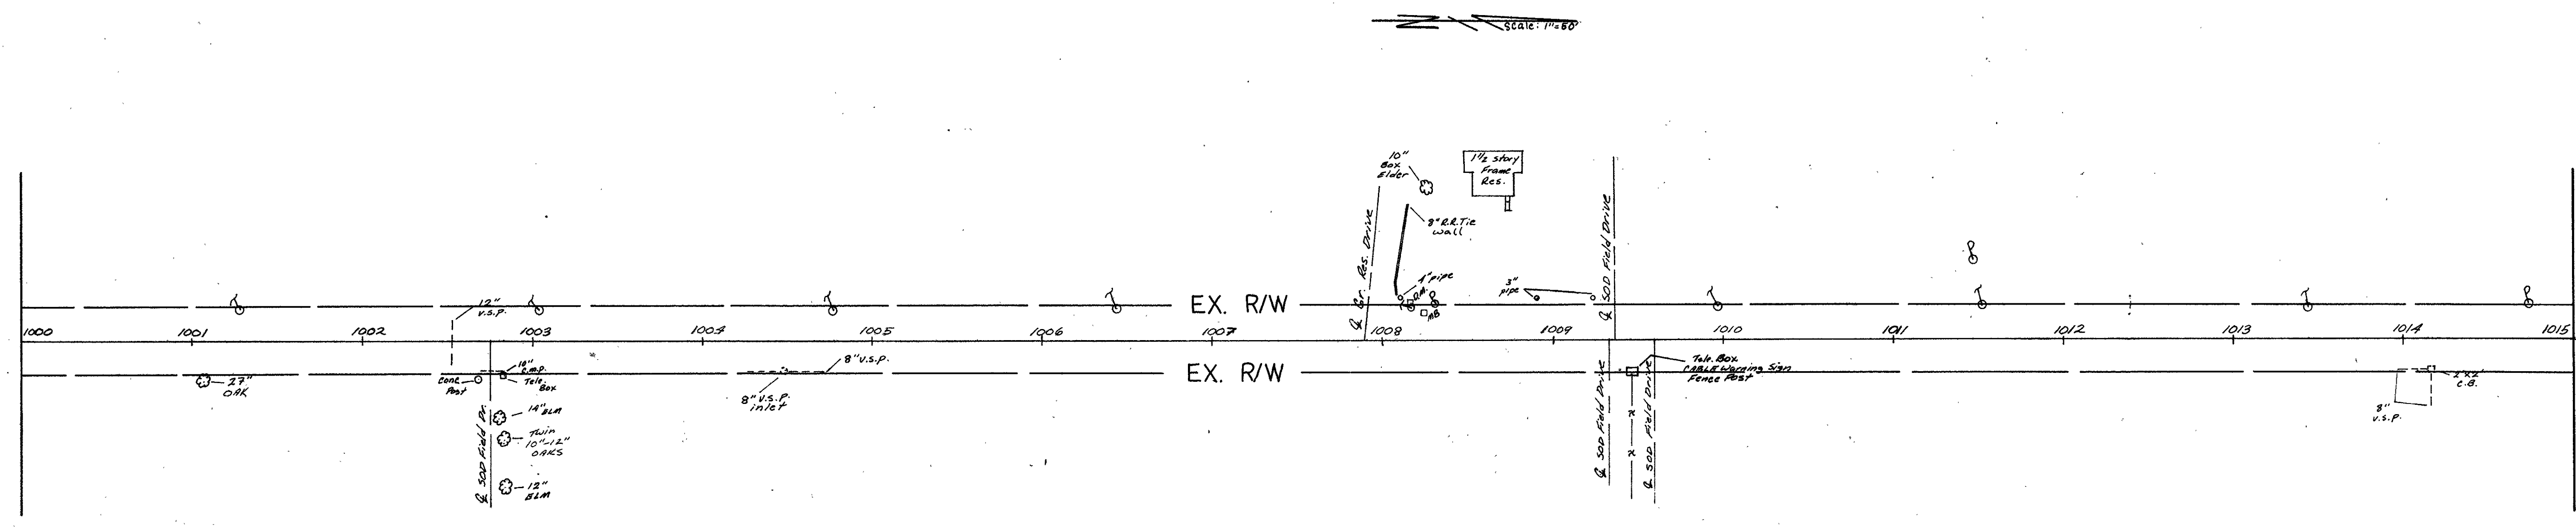 Scale: 1"=50'
10"
Box
Elder
1 1/2 story
Frame
Res.
8" R.R.Tie
wall
℄ Gr. Res. Drive
℄ SOD Field Drive
4" pipe
3"
pipe
MB
12"
V.S.P.
EX. R/W
1000
1001
1002
1003
1004
1005
1006
1007
1008
1009
1010
1011
1012
1013
1014
1015
EX. R/W
27"
OAK
Conc
Post
C.M.P.
Tele.
Box
8" V.S.P.
8" V.S.P.
inlet
Tele. Box
CABLE Warning Sign
Fence Post
2'x2'
C.B.
8"
V.S.P.
℄ SOD Field Dr.
14" ELM
Twin
10"-12"
OAKS
12"
ELM
℄ SOD Field Drive
℄ SOD Field Drive